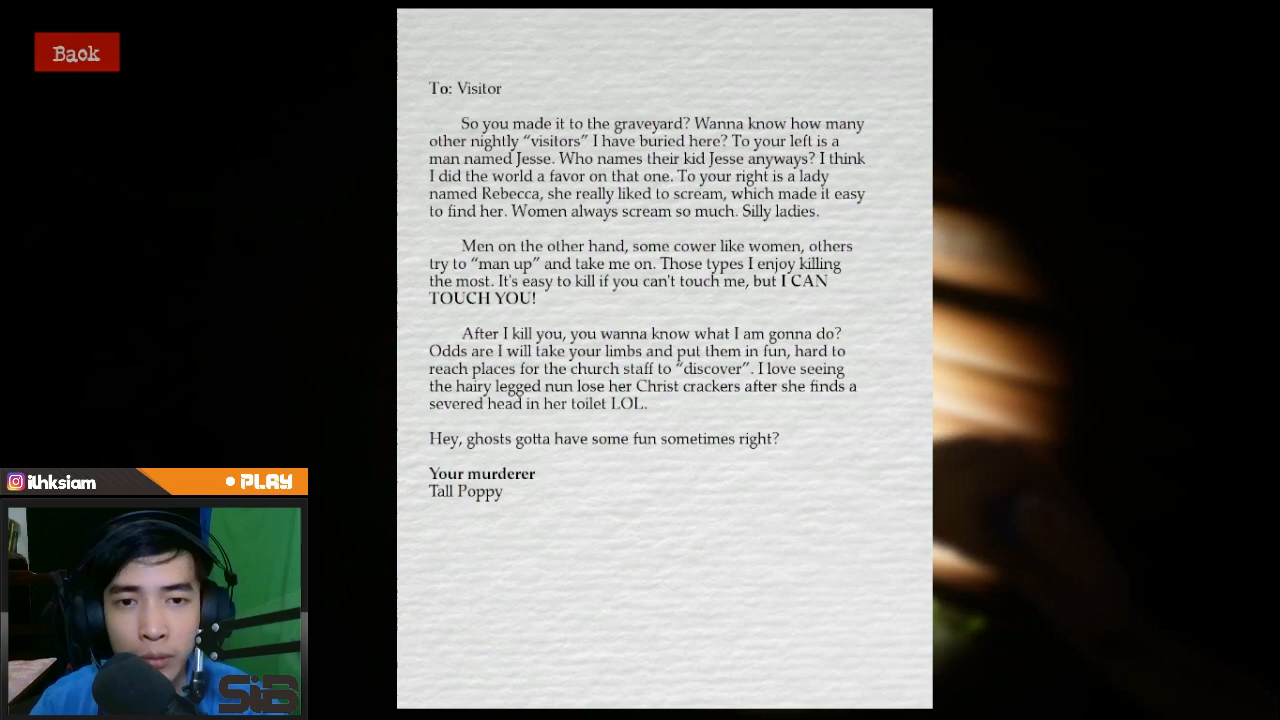 Back
To: Visitor
So you made it to the graveyard? Wanna know how many
other nightly “visitors” I have buried here? To your left is a
man named Jesse. Who names their kid Jesse anyways? I think
I did the world a favor on that one. To your right is a lady
named Rebecca, she really liked to scream, which made it easy
to find her. Women always scream so much. Silly ladies.
Men on the other hand, some cower like women, others
try to “man up” and take me on. Those types I enjoy killing
the most. It's easy to kill if you can't touch me, but I CAN
TOUCH YOU!
After I kill you, you wanna know what I am gonna do?
Odds are I will take your limbs and put them in fun, hard to
reach places for the church staff to “discover”. I love seeing
the hairy legged nun lose her Christ crackers after she finds a
severed head in her toilet LOL.
Hey, ghosts gotta have some fun sometimes right?
Your murderer
Tall Poppy
PLAY
SiB